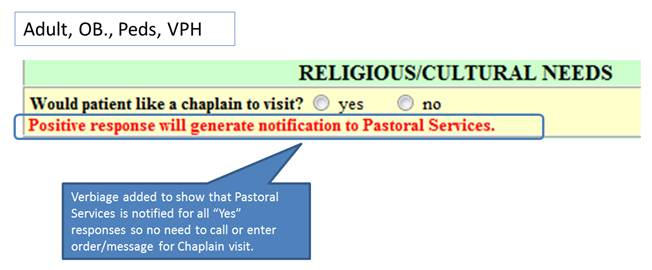 Adult, OB., Peds, VPH
RELIGIOUS/CULTURAL NEEDS
Would patient like a chaplain to visit? yes no
Positive response will generate notification to Pastoral Services.
Verbiage added to show that Pastoral
Services is notified for all “Yes”
responses so no need to call or enter
order/message for Chaplain visit.